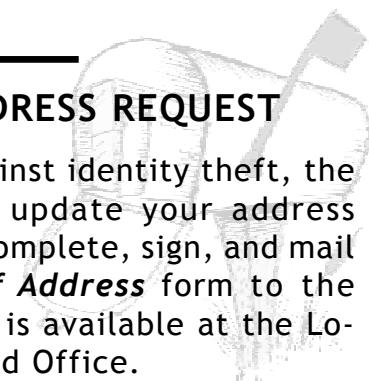 DRESS REQUEST
inst identity theft, the
update your address
omplete, sign, and mail
f Address form to the
is available at the Lo-
d Office.